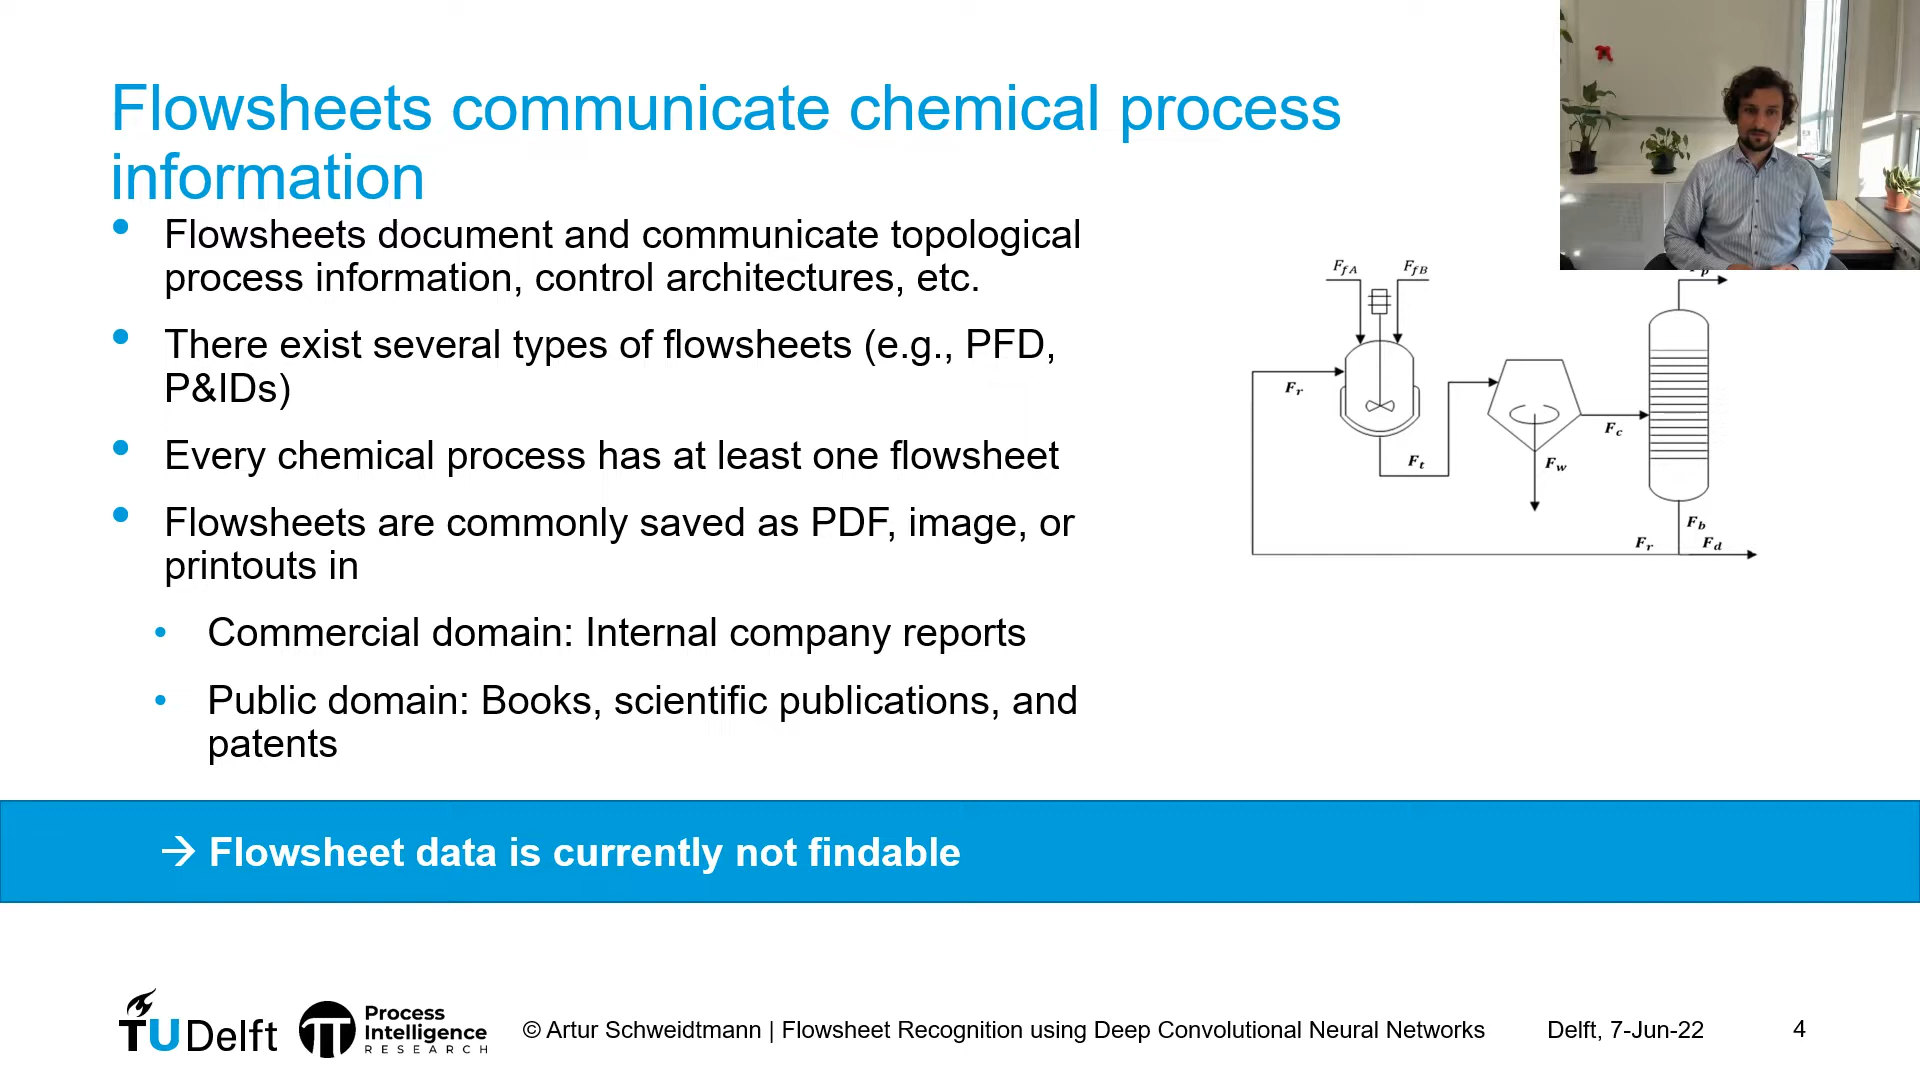 Flowsheets communicate chemical process
information
• Flowsheets document and communicate topological
process information, control architectures, etc.
• There exist several types of flowsheets (e.g., PFD,
P&IDs)
• Every chemical process has at least one flowsheet
• Flowsheets are commonly saved as PDF, image, or
printouts in
• Commercial domain: Internal company reports
• Public domain: Books, scientific publications, and
patents
F_fA
F_fB
F_r
F_t
F_w
F_c
F_b
F_r
F_d
→ Flowsheet data is currently not findable
TU Delft
Process
Intelligence
RESEARCH
© Artur Schweidtmann | Flowsheet Recognition using Deep Convolutional Neural Networks
Delft, 7-Jun-22
4